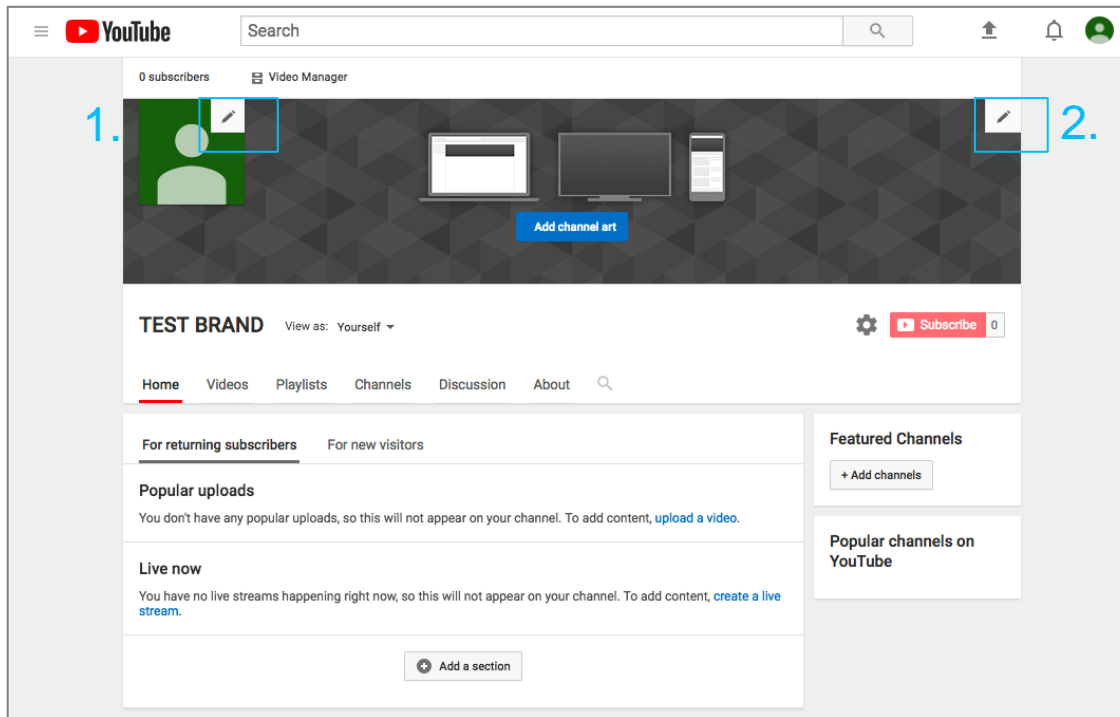 YouTube
Search
0 subscribers
Video Manager
1.
2.
Add channel art
TEST BRAND
View as: Yourself
Subscribe
0
Home
Videos
Playlists
Channels
Discussion
About
For returning subscribers
For new visitors
Popular uploads
You don't have any popular uploads, so this will not appear on your channel. To add content, upload a video.
Live now
You have no live streams happening right now, so this will not appear on your channel. To add content, create a live
stream.
Add a section
Featured Channels
+ Add channels
Popular channels on
YouTube